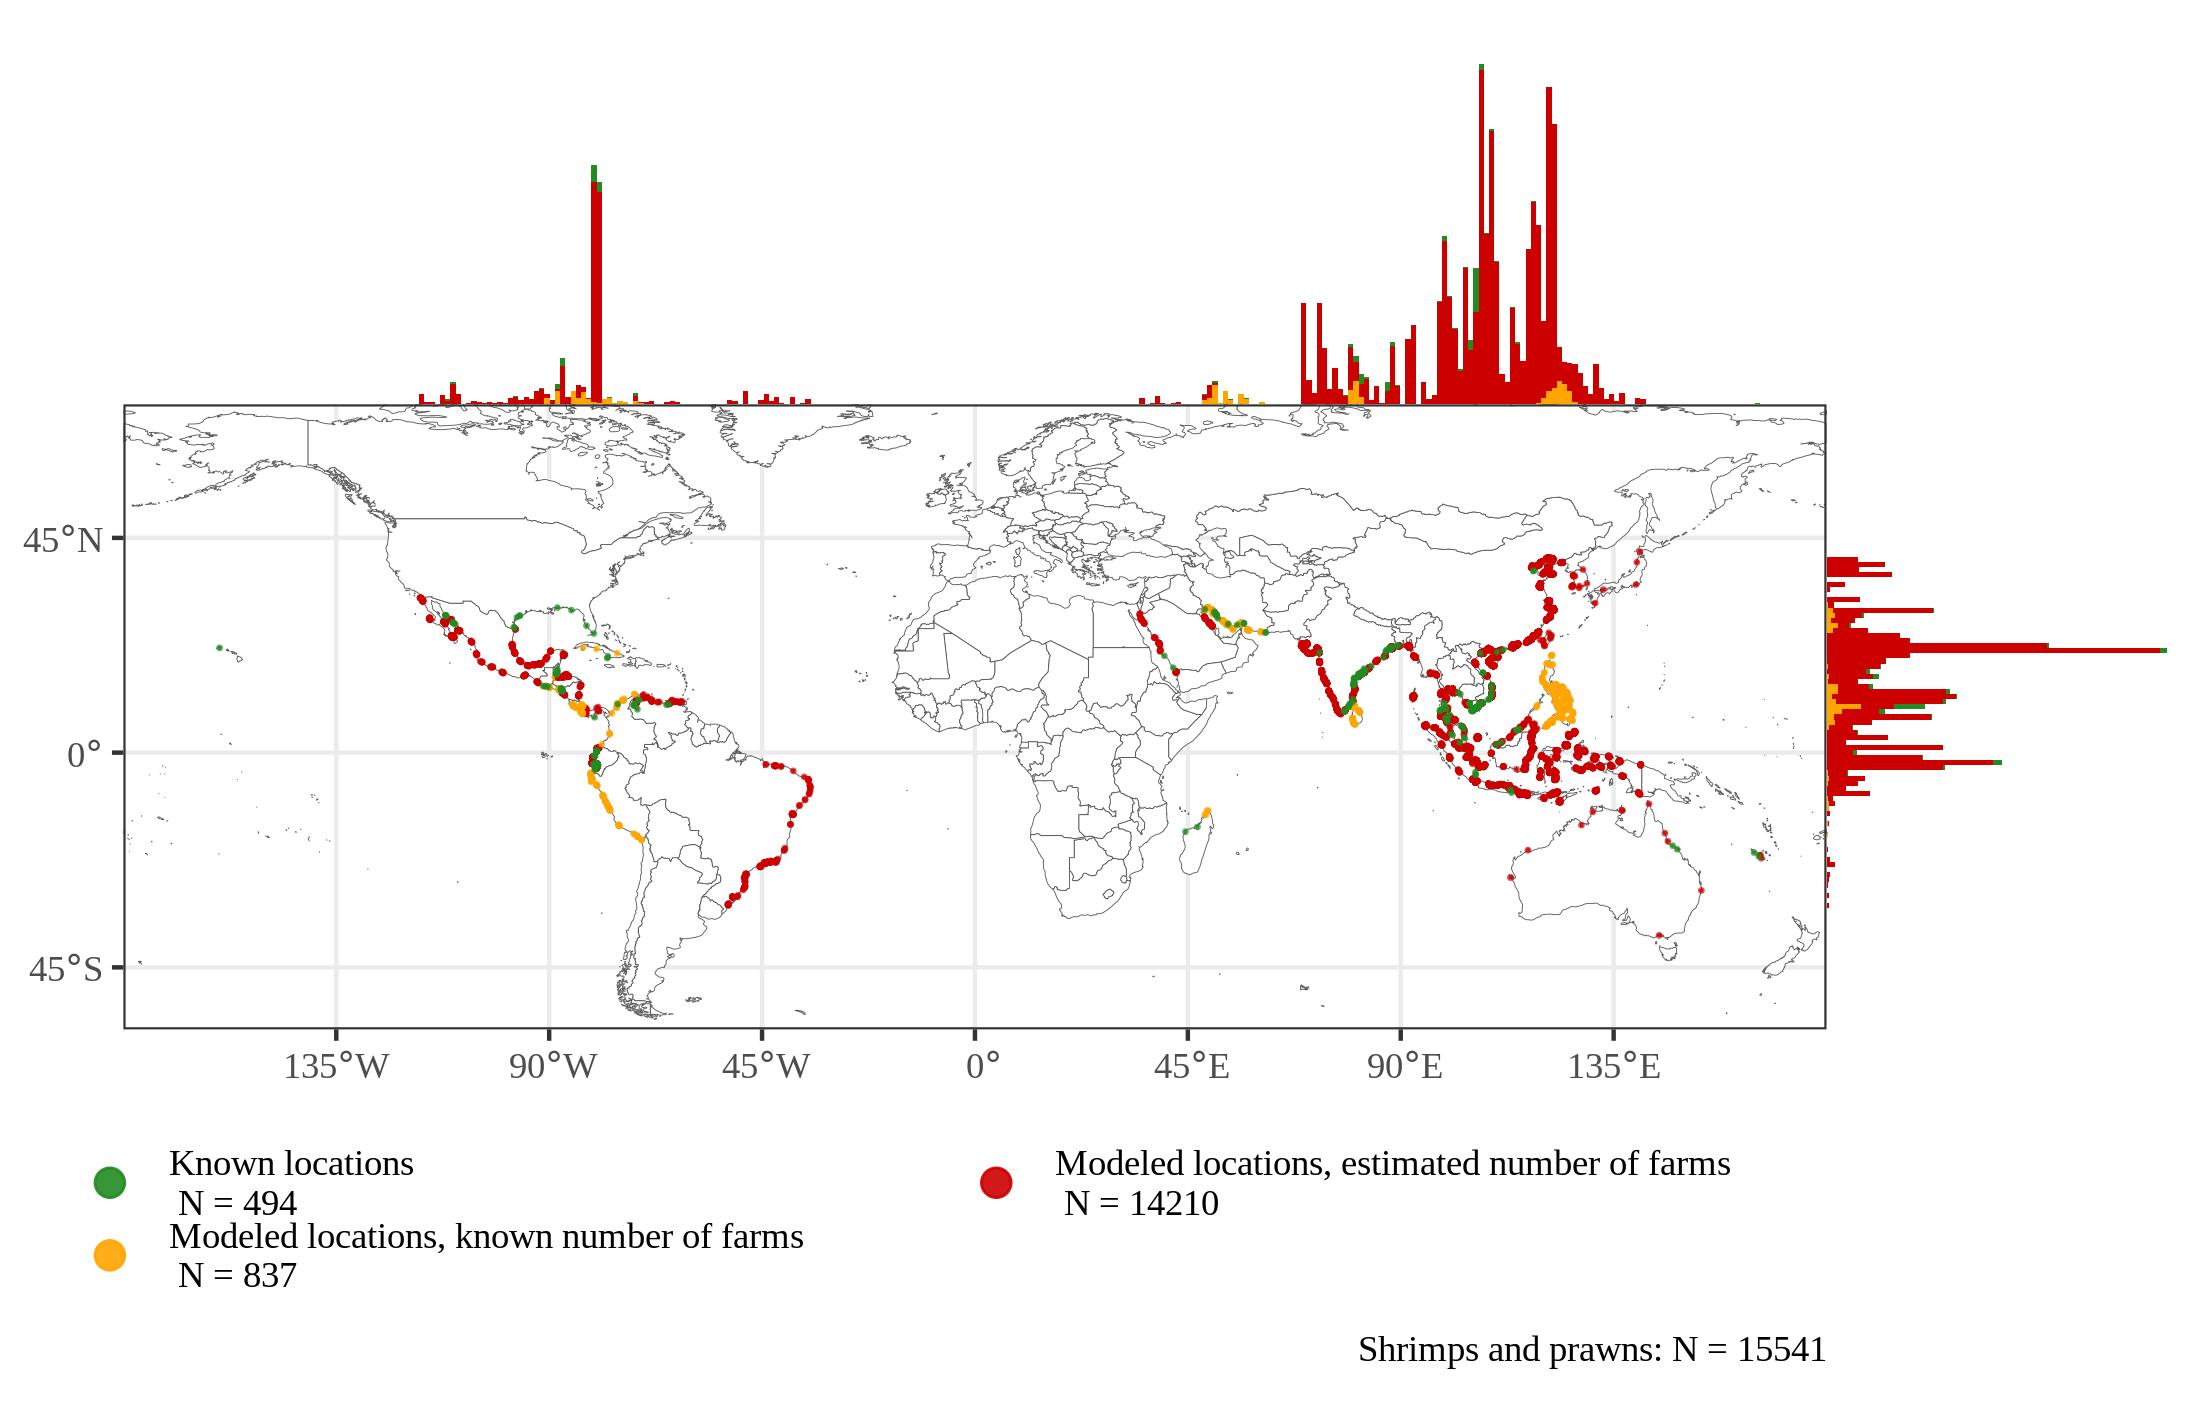 45°N
0°
45°S
135°W 90°W 45°W 0° 45°E 90°E 135°E
Known locations
N = 494
Modeled locations, known number of farms
N = 837
Modeled locations, estimated number of farms
N = 14210
Shrimps and prawns: N = 15541